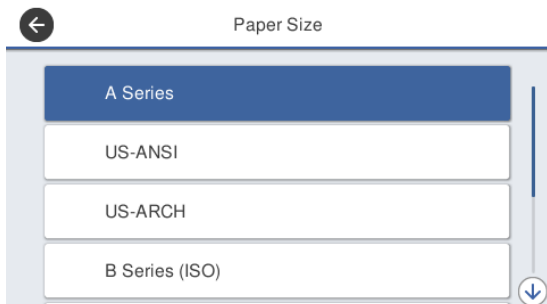 Paper Size
A Series
US-ANSI
US-ARCH
B Series (ISO)